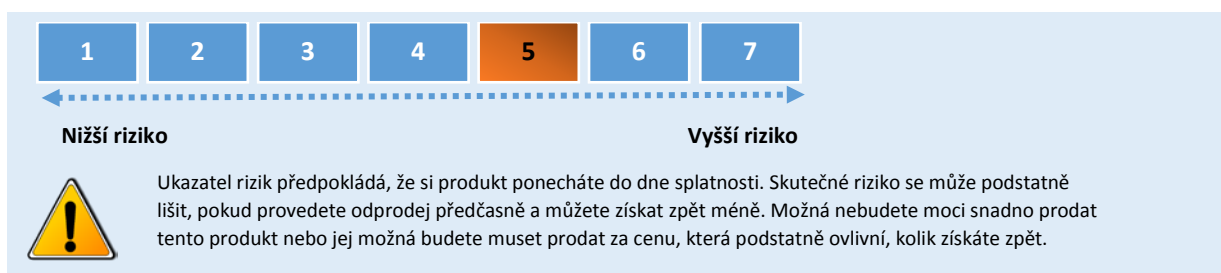 1 2 3 4 5 6 7
Nižší riziko Vyšší riziko
Ukazatel rizik předpokládá, že si produkt ponecháte do dne splatnosti. Skutečné riziko se může podstatně
lišit, pokud provedete odprodej předčasně a můžete získat zpět méně. Možná nebudete moci snadno prodat
tento produkt nebo jej možná budete muset prodat za cenu, která podstatně ovlivní, kolik získáte zpět.